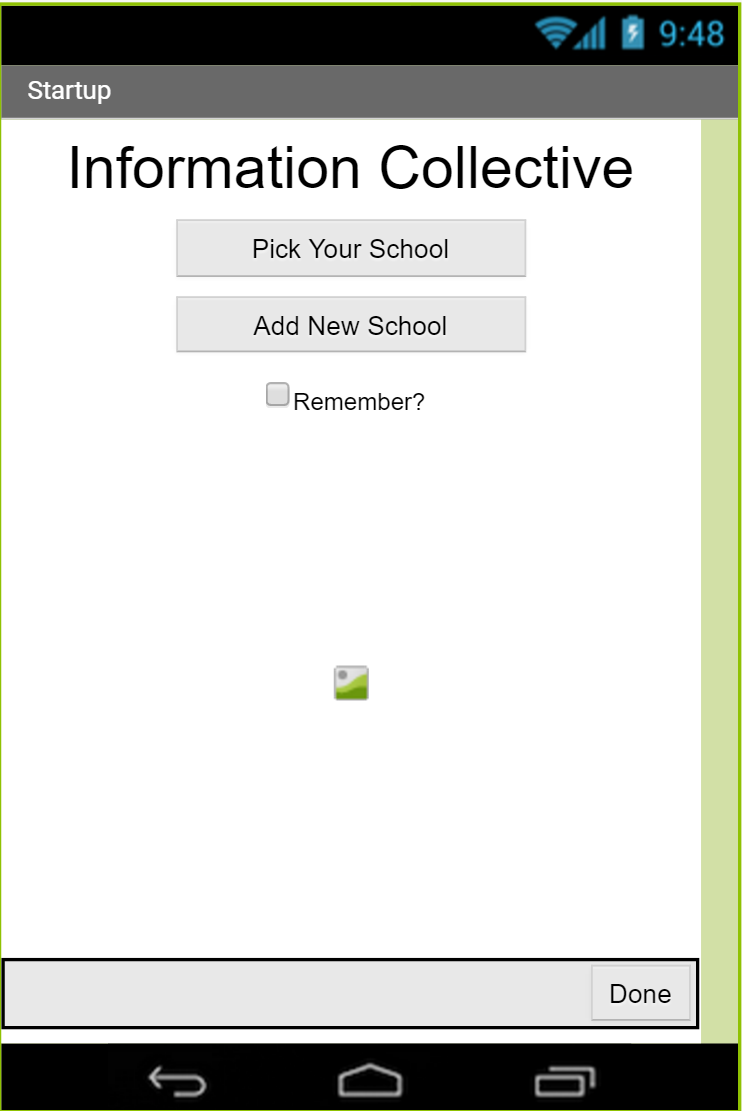 9:48
Startup
Information Collective
Pick Your School
Add New School
Remember?
Done